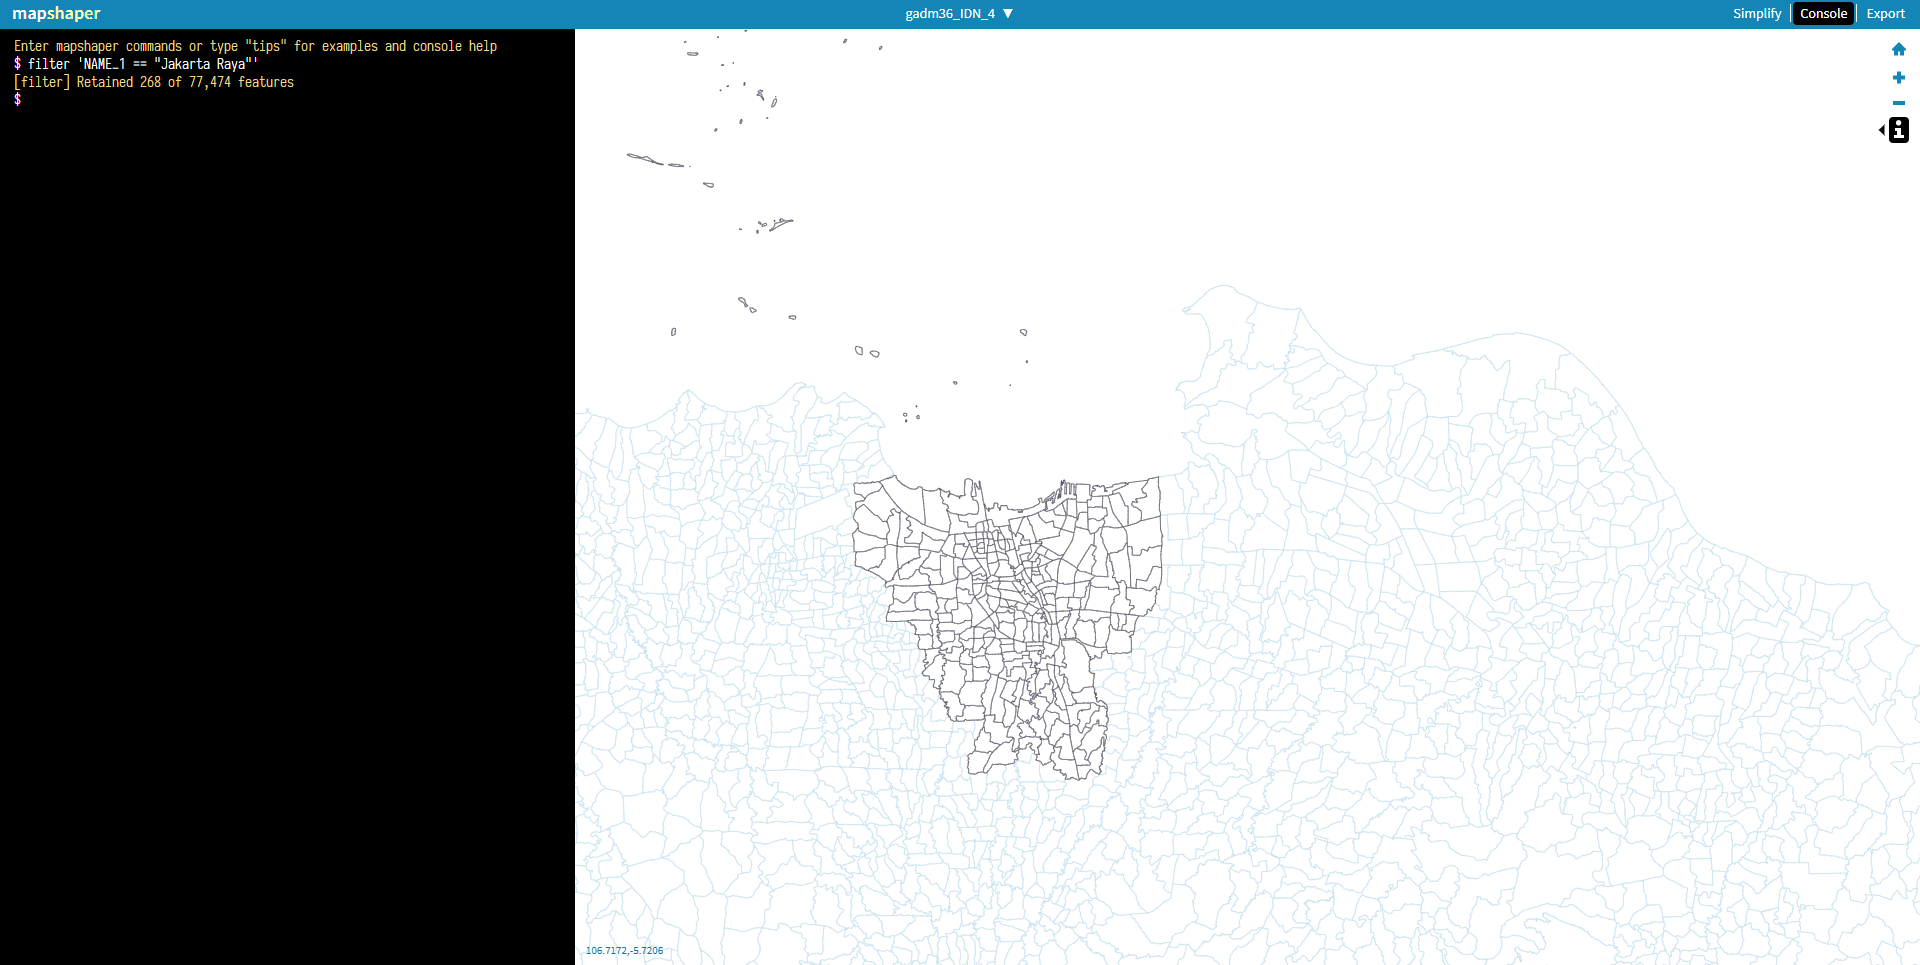 mapshaper
gadm36_IDN_4 ▼
Simplify
Console
Export
Enter mapshaper commands or type "tips" for examples and console help
$ filter 'NAME_1 == "Jakarta Raya"'
[filter] Retained 268 of 77,474 features
$
106.7172,-5.7206